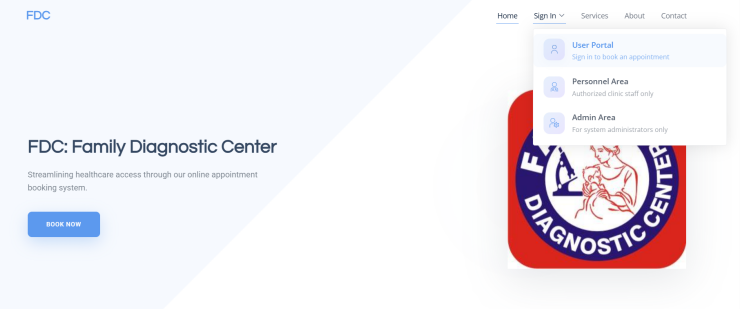 FDC
Home
Sign In
Services
About
Contact
User Portal
Sign in to book an appointment
Personnel Area
Authorized clinic staff only
Admin Area
For system administrators only
FDC: Family Diagnostic Center
Streamlining healthcare access through our online appointment
booking system.
BOOK NOW
DIAGNOSTIC CENTER